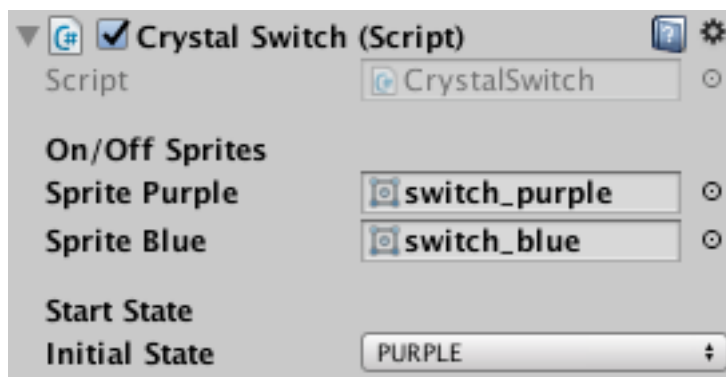 Crystal Switch (Script)
Script CrystalSwitch
On/Off Sprites
Sprite Purple switch_purple
Sprite Blue switch_blue
Start State
Initial State PURPLE